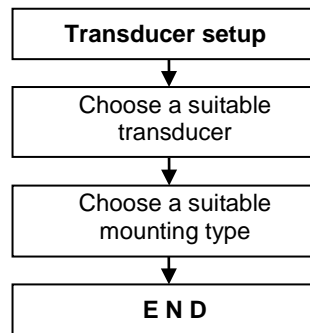 Transducer setup
Choose a suitable
transducer
Choose a suitable
mounting type
E N D